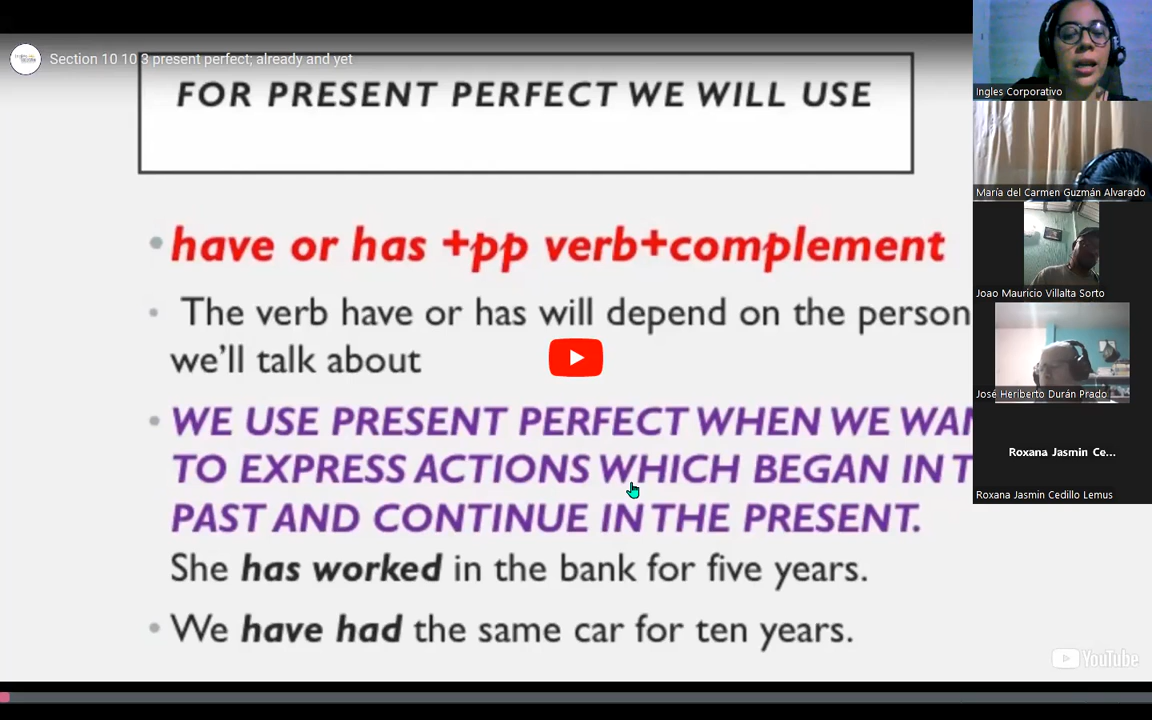 Section 10 10 3 present perfect; already and yet
FOR PRESENT PERFECT WE WILL USE
have or has +pp verb+complement
The verb have or has will depend on the person
we'll talk about
WE USE PRESENT PERFECT WHEN WE WAN
TO EXPRESS ACTIONS WHICH BEGAN IN T
PAST AND CONTINUE IN THE PRESENT.
She has worked in the bank for five years.
We have had the same car for ten years.
YouTube
Ingles Corporativo
María del Carmen Guzmán Alvarado
Joao Mauricio Villalta Sorto
José Heriberto Durán Prado
Roxana Jasmin Ce...
Roxana Jasmin Cedillo Lemus